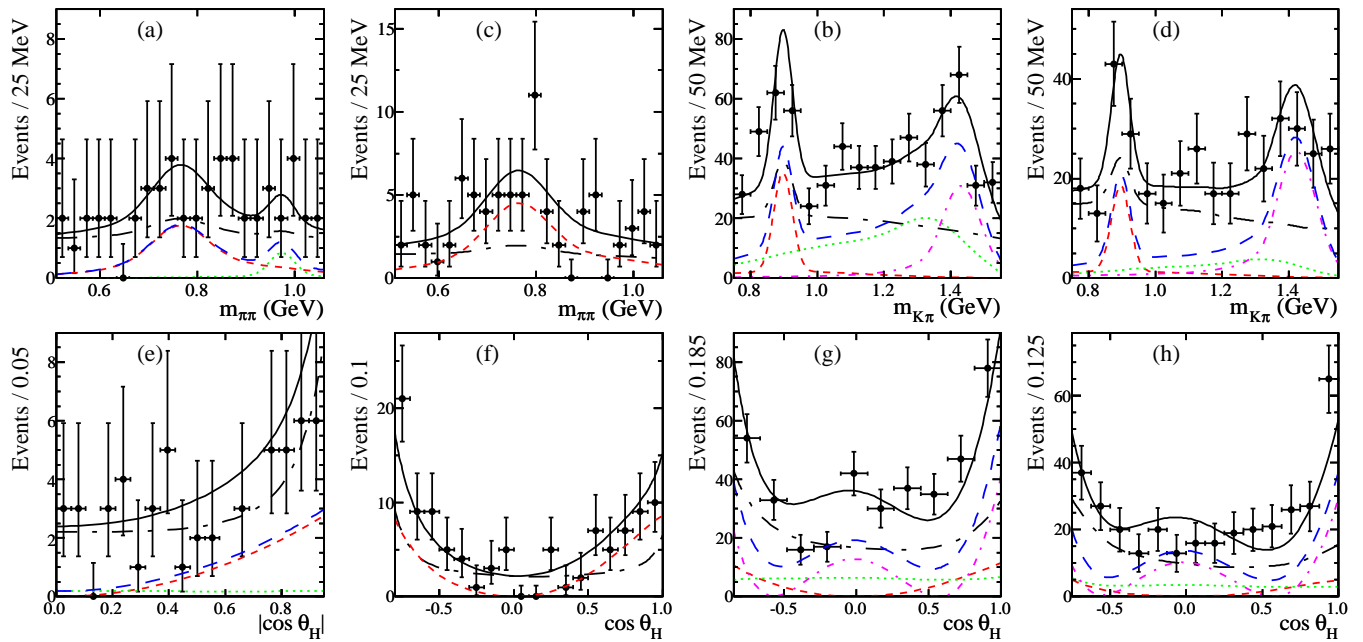 Events / 25 MeV
(a)
8
6
4
2
0
0.6
0.8
1.0
m_ππ (GeV)
Events / 25 MeV
(c)
15
10
5
0
0.6
0.8
1.0
m_ππ (GeV)
Events / 50 MeV
(b)
80
60
40
20
0
0.8
1.0
1.2
1.4
m_Kπ (GeV)
Events / 50 MeV
(d)
40
20
0
0.8
1.0
1.2
1.4
m_Kπ (GeV)
Events / 0.05
(e)
8
6
4
2
0
0.0
0.2
0.4
0.6
0.8
|cos θ_H|
Events / 0.1
(f)
20
10
0
-0.5
0.0
0.5
1.0
cos θ_H
Events / 0.185
(g)
80
60
40
20
0
-0.5
0.0
0.5
1.0
cos θ_H
Events / 0.125
(h)
60
40
20
0
-0.5
0.0
0.5
1.0
cos θ_H